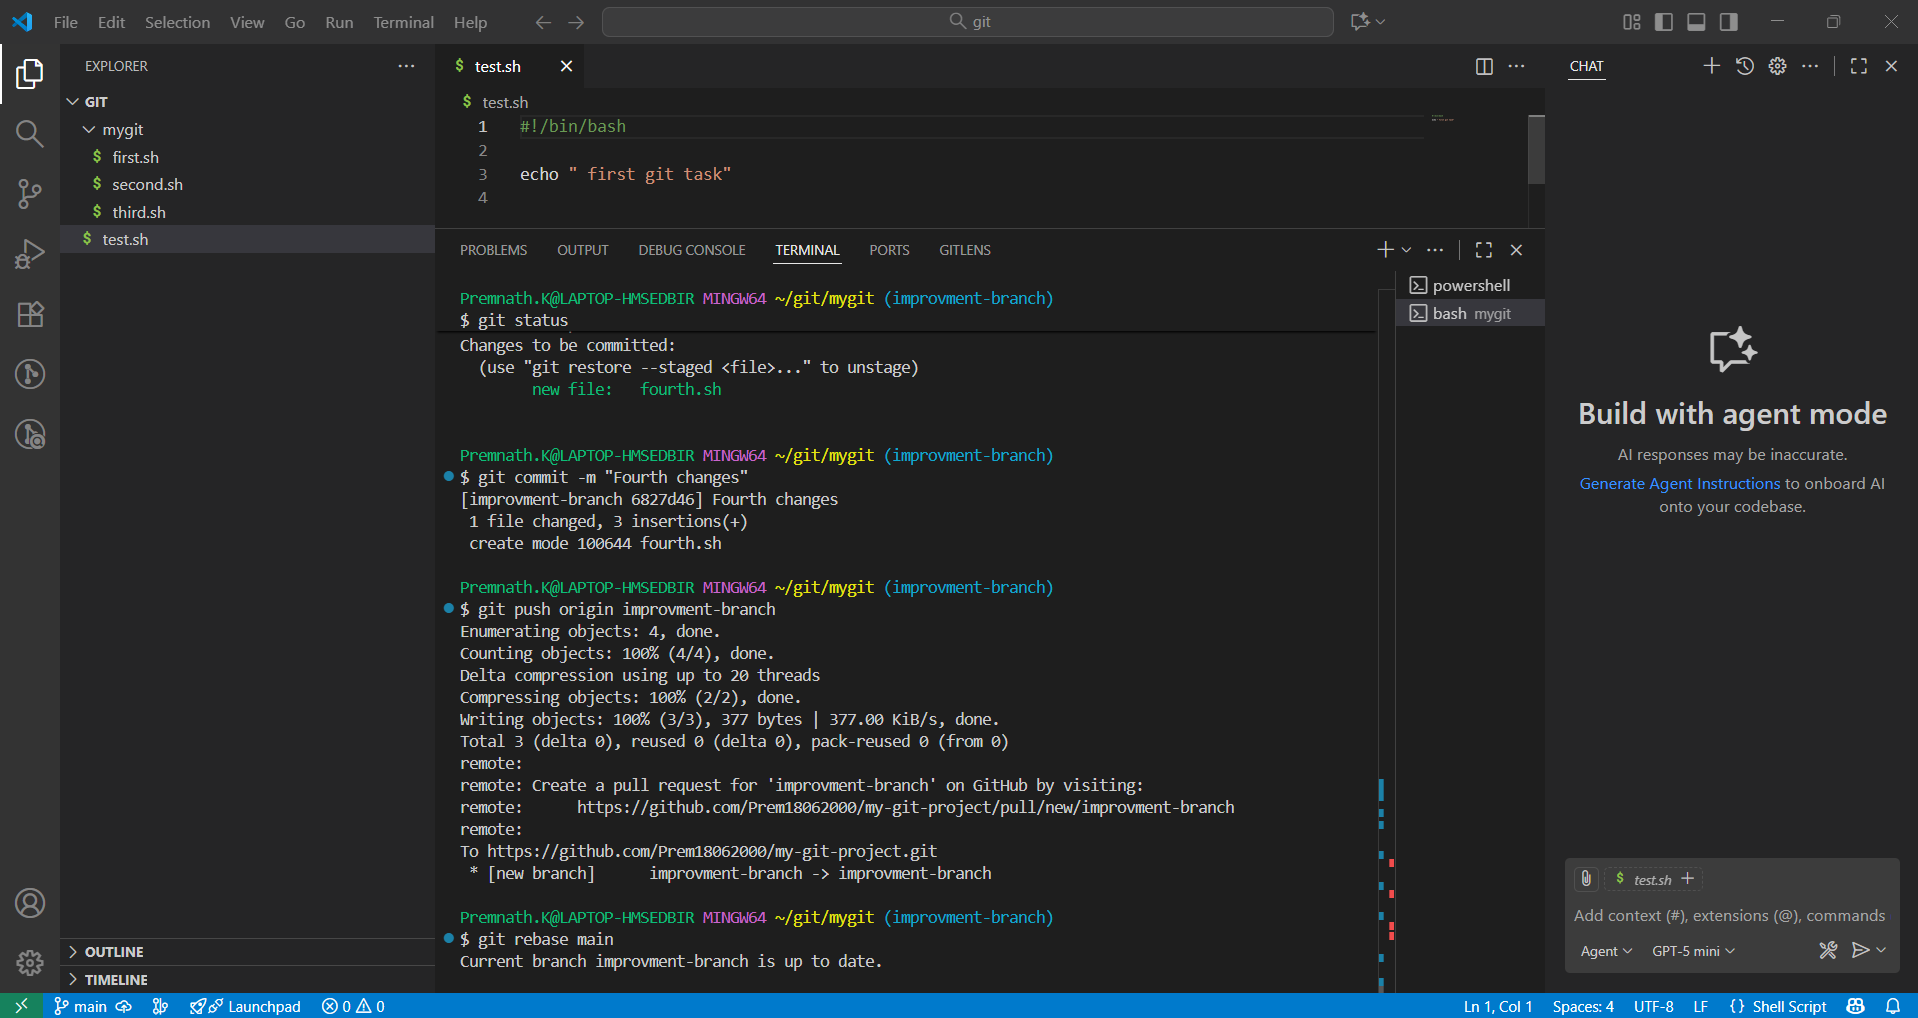 File Edit Selection View Go Run Terminal Help
git
EXPLORER
GIT
mygit
$ first.sh
$ second.sh
$ third.sh
$ test.sh
OUTLINE
TIMELINE
$ test.sh
$ test.sh
1 #!/bin/bash
2
3 echo " first git task"
4
PROBLEMS OUTPUT DEBUG CONSOLE TERMINAL PORTS GITLENS
Premnath.K@LAPTOP-HMSEDBIR MINGW64 ~/git/mygit (improvment-branch)
$ git status
Changes to be committed:
(use "git restore --staged <file>..." to unstage)
new file: fourth.sh
Premnath.K@LAPTOP-HMSEDBIR MINGW64 ~/git/mygit (improvment-branch)
$ git commit -m "Fourth changes"
[improvment-branch 6827d46] Fourth changes
1 file changed, 3 insertions(+)
create mode 100644 fourth.sh
Premnath.K@LAPTOP-HMSEDBIR MINGW64 ~/git/mygit (improvment-branch)
$ git push origin improvment-branch
Enumerating objects: 4, done.
Counting objects: 100% (4/4), done.
Delta compression using up to 20 threads
Compressing objects: 100% (2/2), done.
Writing objects: 100% (3/3), 377 bytes | 377.00 KiB/s, done.
Total 3 (delta 0), reused 0 (delta 0), pack-reused 0 (from 0)
remote:
remote: Create a pull request for 'improvment-branch' on GitHub by visiting:
remote: https://github.com/Prem18062000/my-git-project/pull/new/improvment-branch
remote:
To https://github.com/Prem18062000/my-git-project.git
* [new branch] improvment-branch -> improvment-branch
Premnath.K@LAPTOP-HMSEDBIR MINGW64 ~/git/mygit (improvment-branch)
$ git rebase main
Current branch improvment-branch is up to date.
powershell
bash mygit
CHAT
Build with agent mode
AI responses may be inaccurate.
Generate Agent Instructions to onboard AI
onto your codebase.
$ test.sh
Add context (#), extensions (@), commands
Agent GPT-5 mini
main Launchpad 0 0 Ln 1, Col 1 Spaces: 4 UTF-8 LF {} Shell Script